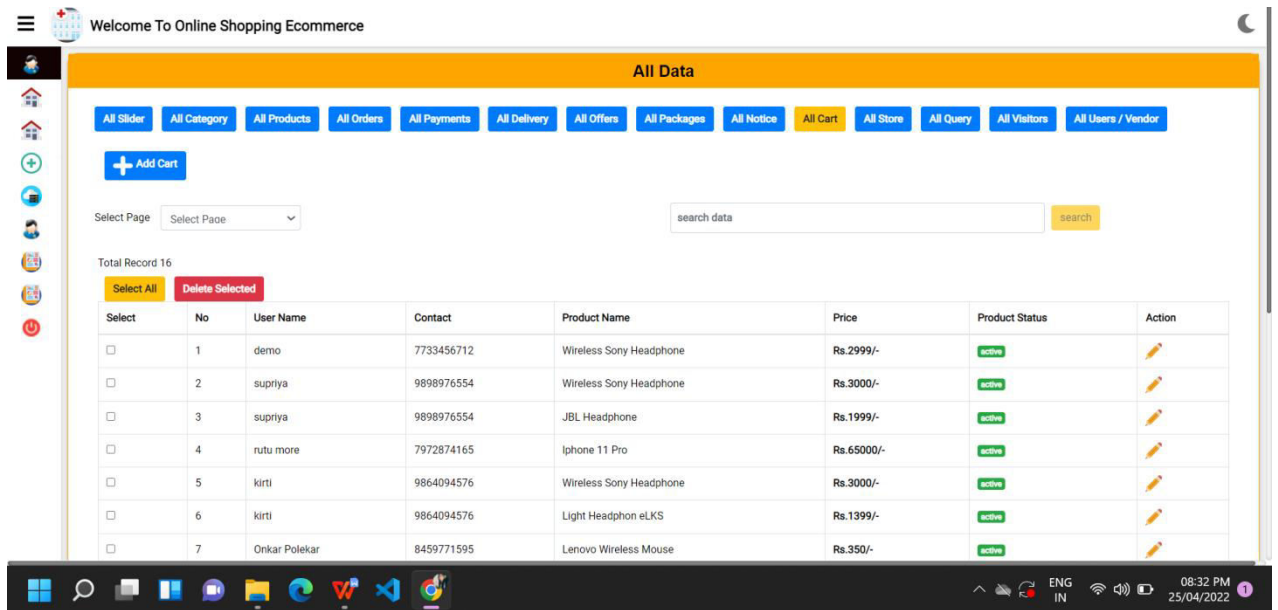 Welcome To Online Shopping Ecommerce
All Data
All Slider All Category All Products All Orders All Payments All Delivery All Offers All Packages All Notice All Cart All Store All Query All Visitors All Users / Vendor
Add Cart
Select Page Select Page search data search
Total Record 16
Select All Delete Selected
Select No User Name Contact Product Name Price Product Status Action
1 demo 7733456712 Wireless Sony Headphone Rs.2999/- active
2 supriya 9898976554 Wireless Sony Headphone Rs.3000/- active
3 supriya 9898976554 JBL Headphone Rs.1999/- active
4 rutu more 7972874165 Iphone 11 Pro Rs.65000/- active
5 kirti 9864094576 Wireless Sony Headphone Rs.3000/- active
6 kirti 9864094576 Light Headphon eLKS Rs.1399/- active
7 Onkar Polekar 8459771595 Lenovo Wireless Mouse Rs.350/- active
ENG 08:32 PM
IN 25/04/2022 1